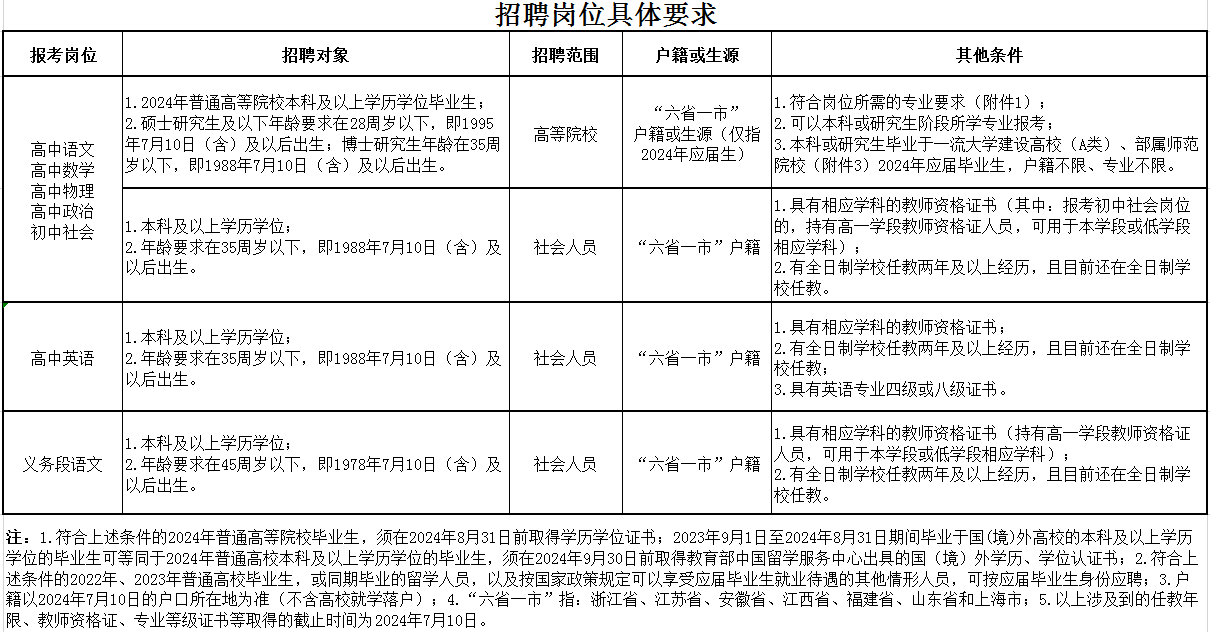 招聘岗位具体要求
报考岗位
招聘对象
招聘范围
户籍或生源
其他条件
高中语文
高中数学
高中物理
高中政治
初中社会
1.2024年普通高等院校本科及以上学历学位毕业生；
2.硕士研究生及以下年龄要求在28周岁以下，即1995
年7月10日（含）及以后出生；博士研究生年龄在35周
岁以下，即1988年7月10日（含）及以后出生。
高等院校
“六省一市”
户籍或生源（仅指
2024年应届生）
1.符合岗位所需的专业要求（附件1）；
2.可以本科或研究生阶段所学专业报考；
3.本科或研究生毕业于一流大学建设高校（A类）、部属师范
院校（附件3）2024年应届毕业生，户籍不限、专业不限。
1.本科及以上学历学位；
2.年龄要求在35周岁以下，即1988年7月10日（含）及
以后出生。
社会人员
“六省一市”户籍
1.具有相应学科的教师资格证书（其中：报考初中社会岗位
的，持有高一学段教师资格证人员，可用于本学段或低学段
相应学科）；
2.有全日制学校任教两年及以上经历，且目前还在全日制学
校任教。
高中英语
1.本科及以上学历学位；
2.年龄要求在35周岁以下，即1988年7月10日（含）及
以后出生。
社会人员
“六省一市”户籍
1.具有相应学科的教师资格证书；
2.有全日制学校任教两年及以上经历，且目前还在全日制学
校任教；
3.具有英语专业四级或八级证书。
义务段语文
1.本科及以上学历学位；
2.年龄要求在45周岁以下，即1978年7月10日（含）及
以后出生。
社会人员
“六省一市”户籍
1.具有相应学科的教师资格证书（持有高一学段教师资格证
人员，可用于本学段或低学段相应学科）；
2.有全日制学校任教两年及以上经历，且目前还在全日制学
校任教。
注：1.符合上述条件的2024年普通高等院校毕业生，须在2024年8月31日前取得学历学位证书；2023年9月1日至2024年8月31日期间毕业于国(境)外高校的本科及以上学历
学位的毕业生可等同于2024年普通高校本科及以上学历学位的毕业生，须在2024年9月30日前取得教育部中国留学服务中心出具的国（境）外学历、学位认证书；2.符合上
述条件的2022年、2023年普通高校毕业生，或同期毕业的留学人员，以及按国家政策规定可以享受应届毕业生就业待遇的其他情形人员，可按应届毕业生身份应聘；3.户
籍以2024年7月10日的户口所在地为准（不含高校就学落户）；4.“六省一市”指：浙江省、江苏省、安徽省、江西省、福建省、山东省和上海市；5.以上涉及到的任教年
限、教师资格证、专业等级证书等取得的截止时间为2024年7月10日。